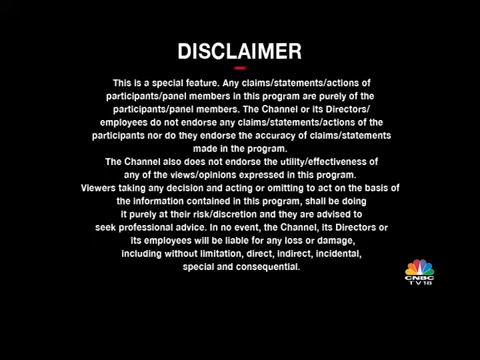 DISCLAIMER
This is a special feature. Any claims/statements/actions of
participants/panel members in this program are purely of the
participants/panel members. The Channel or its Directors/
employees do not endorse any claims/statements/actions of the
participants nor do they endorse the accuracy of claims/statements
made in the program.
The Channel also does not endorse the utility/effectiveness of
any of the views/opinions expressed in this program.
Viewers taking any decision and acting or omitting to act on the basis of
the information contained in this program, shall be doing
it purely at their risk/discretion and they are advised to
seek professional advice. In no event, the Channel, its Directors or
its employees will be liable for any loss or damage,
including without limitation, direct, indirect, incidental,
special and consequential.
CNBC
TV18